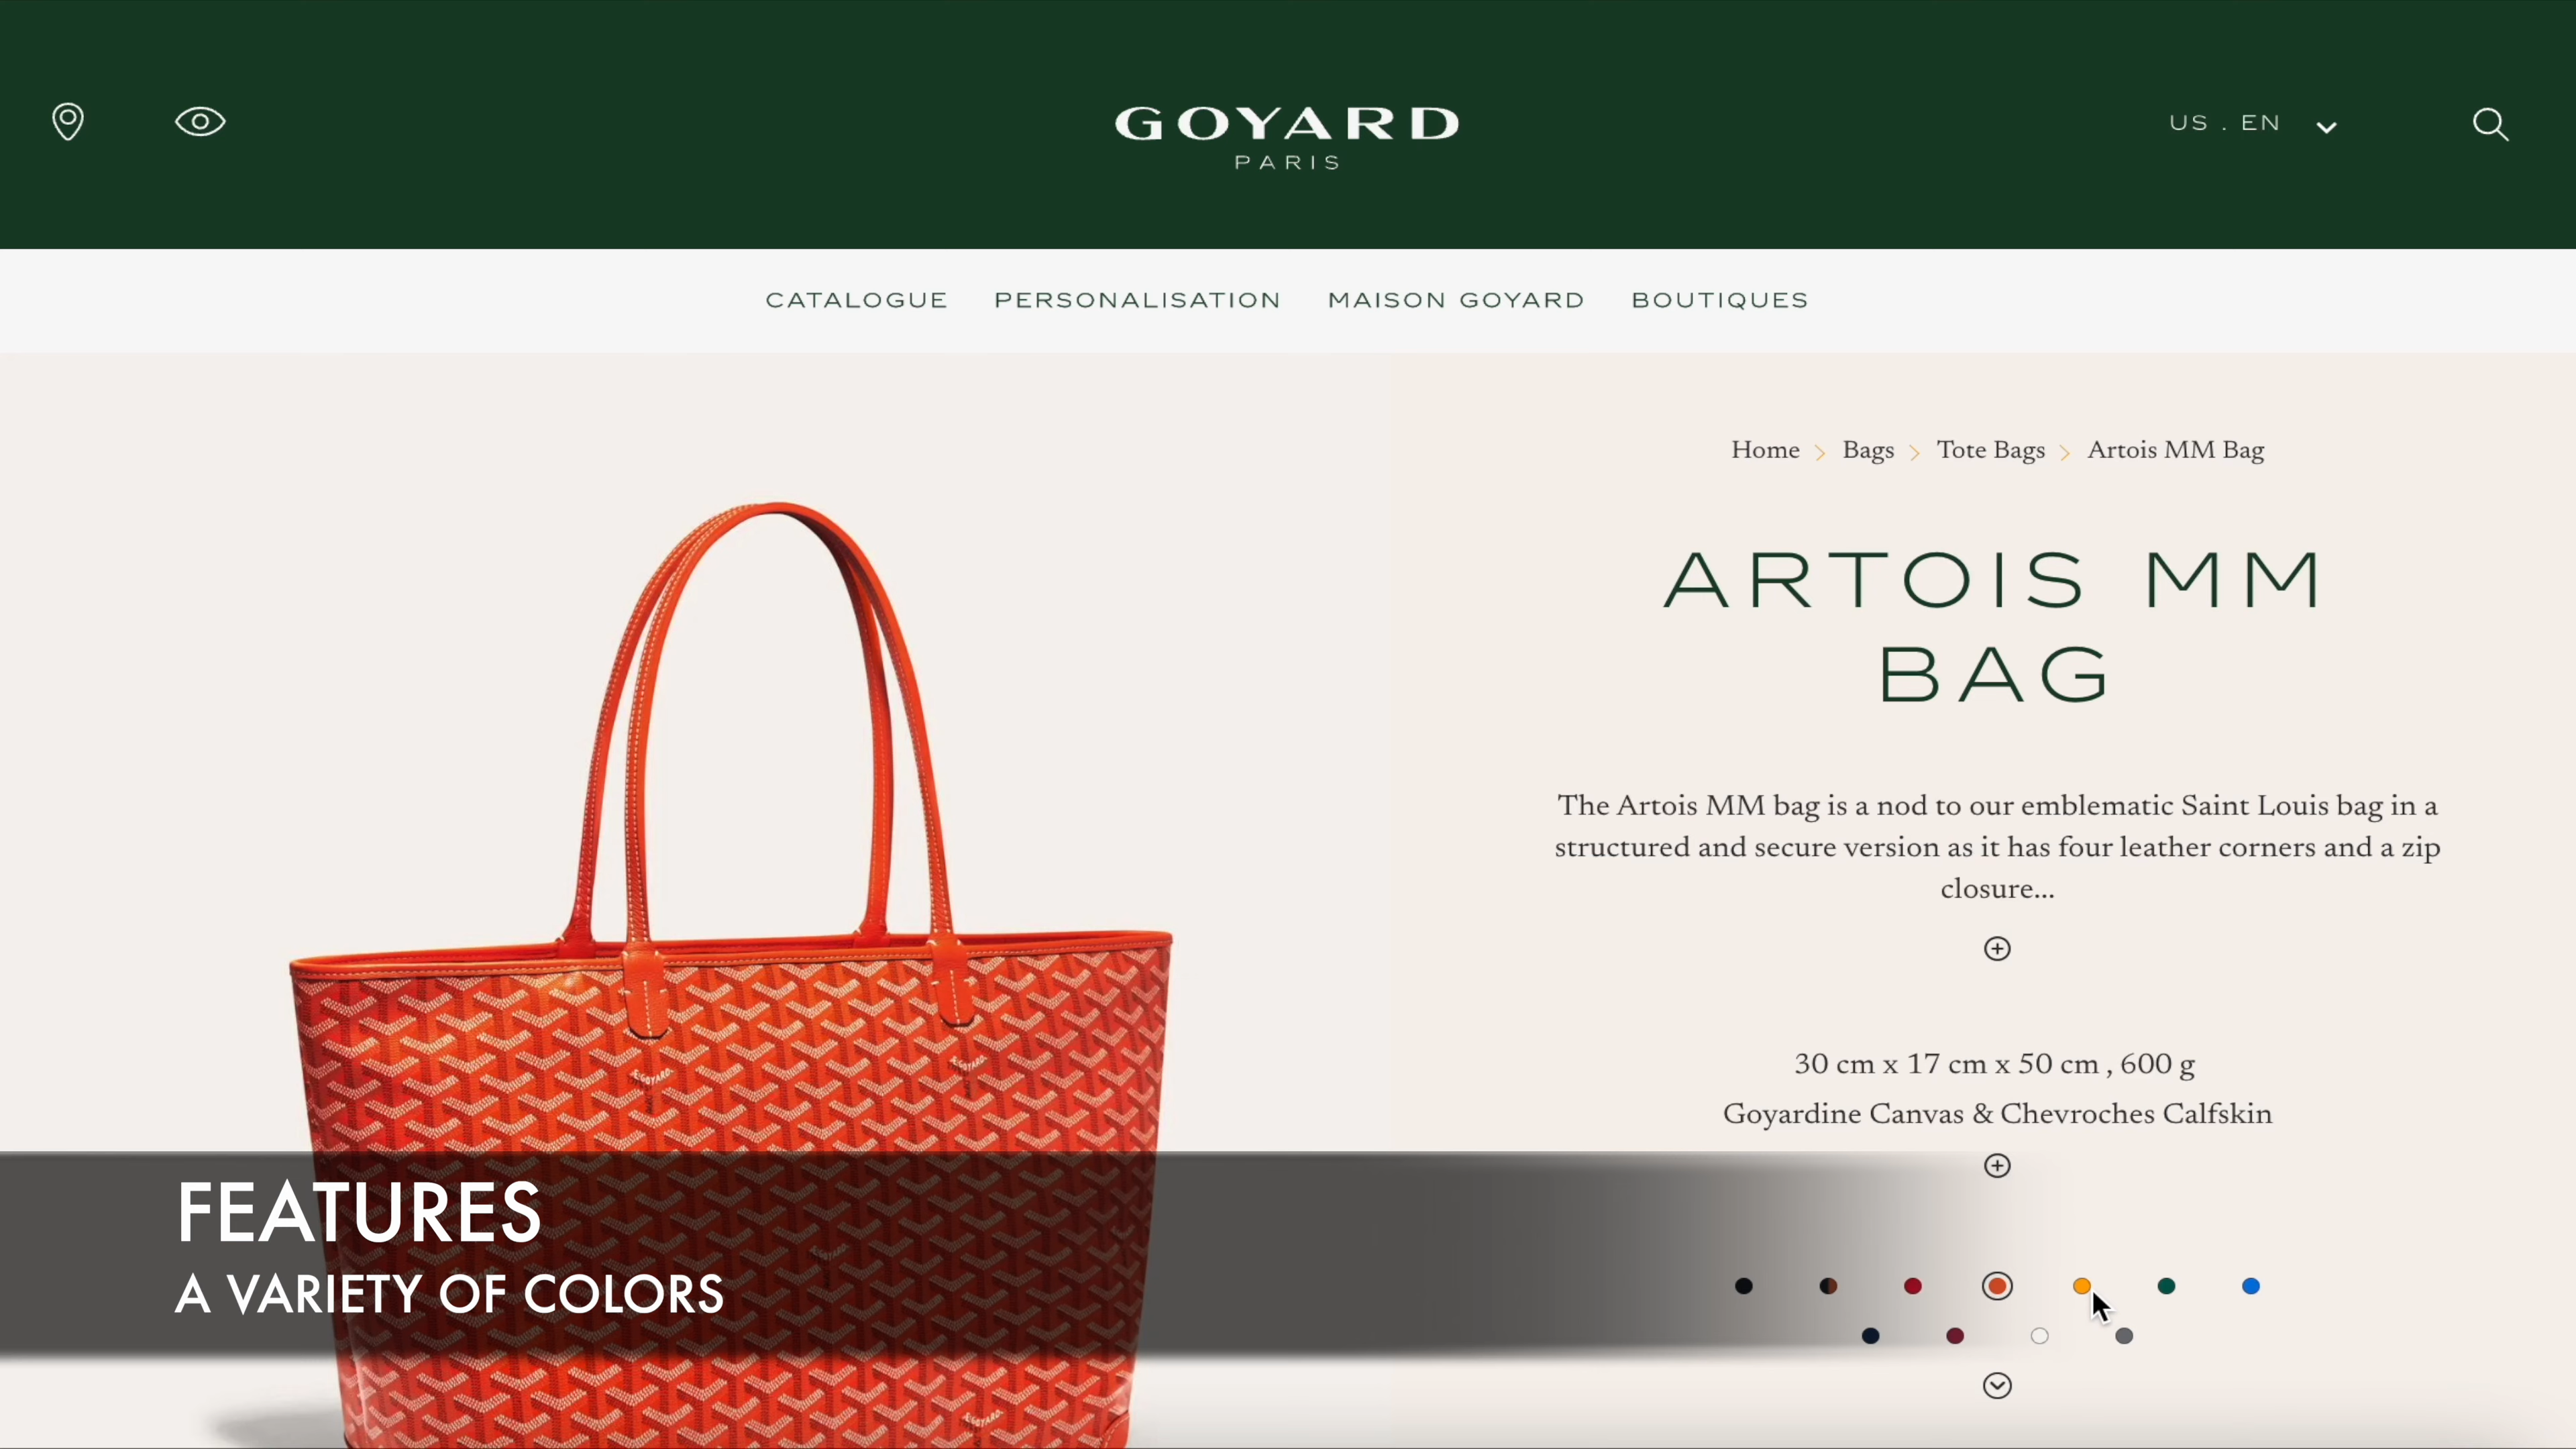 GOYARD
PARIS
US . EN
CATALOGUE PERSONALISATION MAISON GOYARD BOUTIQUES
Home > Bags > Tote Bags > Artois MM Bag
ARTOIS MM
BAG
The Artois MM bag is a nod to our emblematic Saint Louis bag in a
structured and secure version as it has four leather corners and a zip
closure...
30 cm x 17 cm x 50 cm , 600 g
Goyardine Canvas & Chevroches Calfskin
FEATURES
A VARIETY OF COLORS